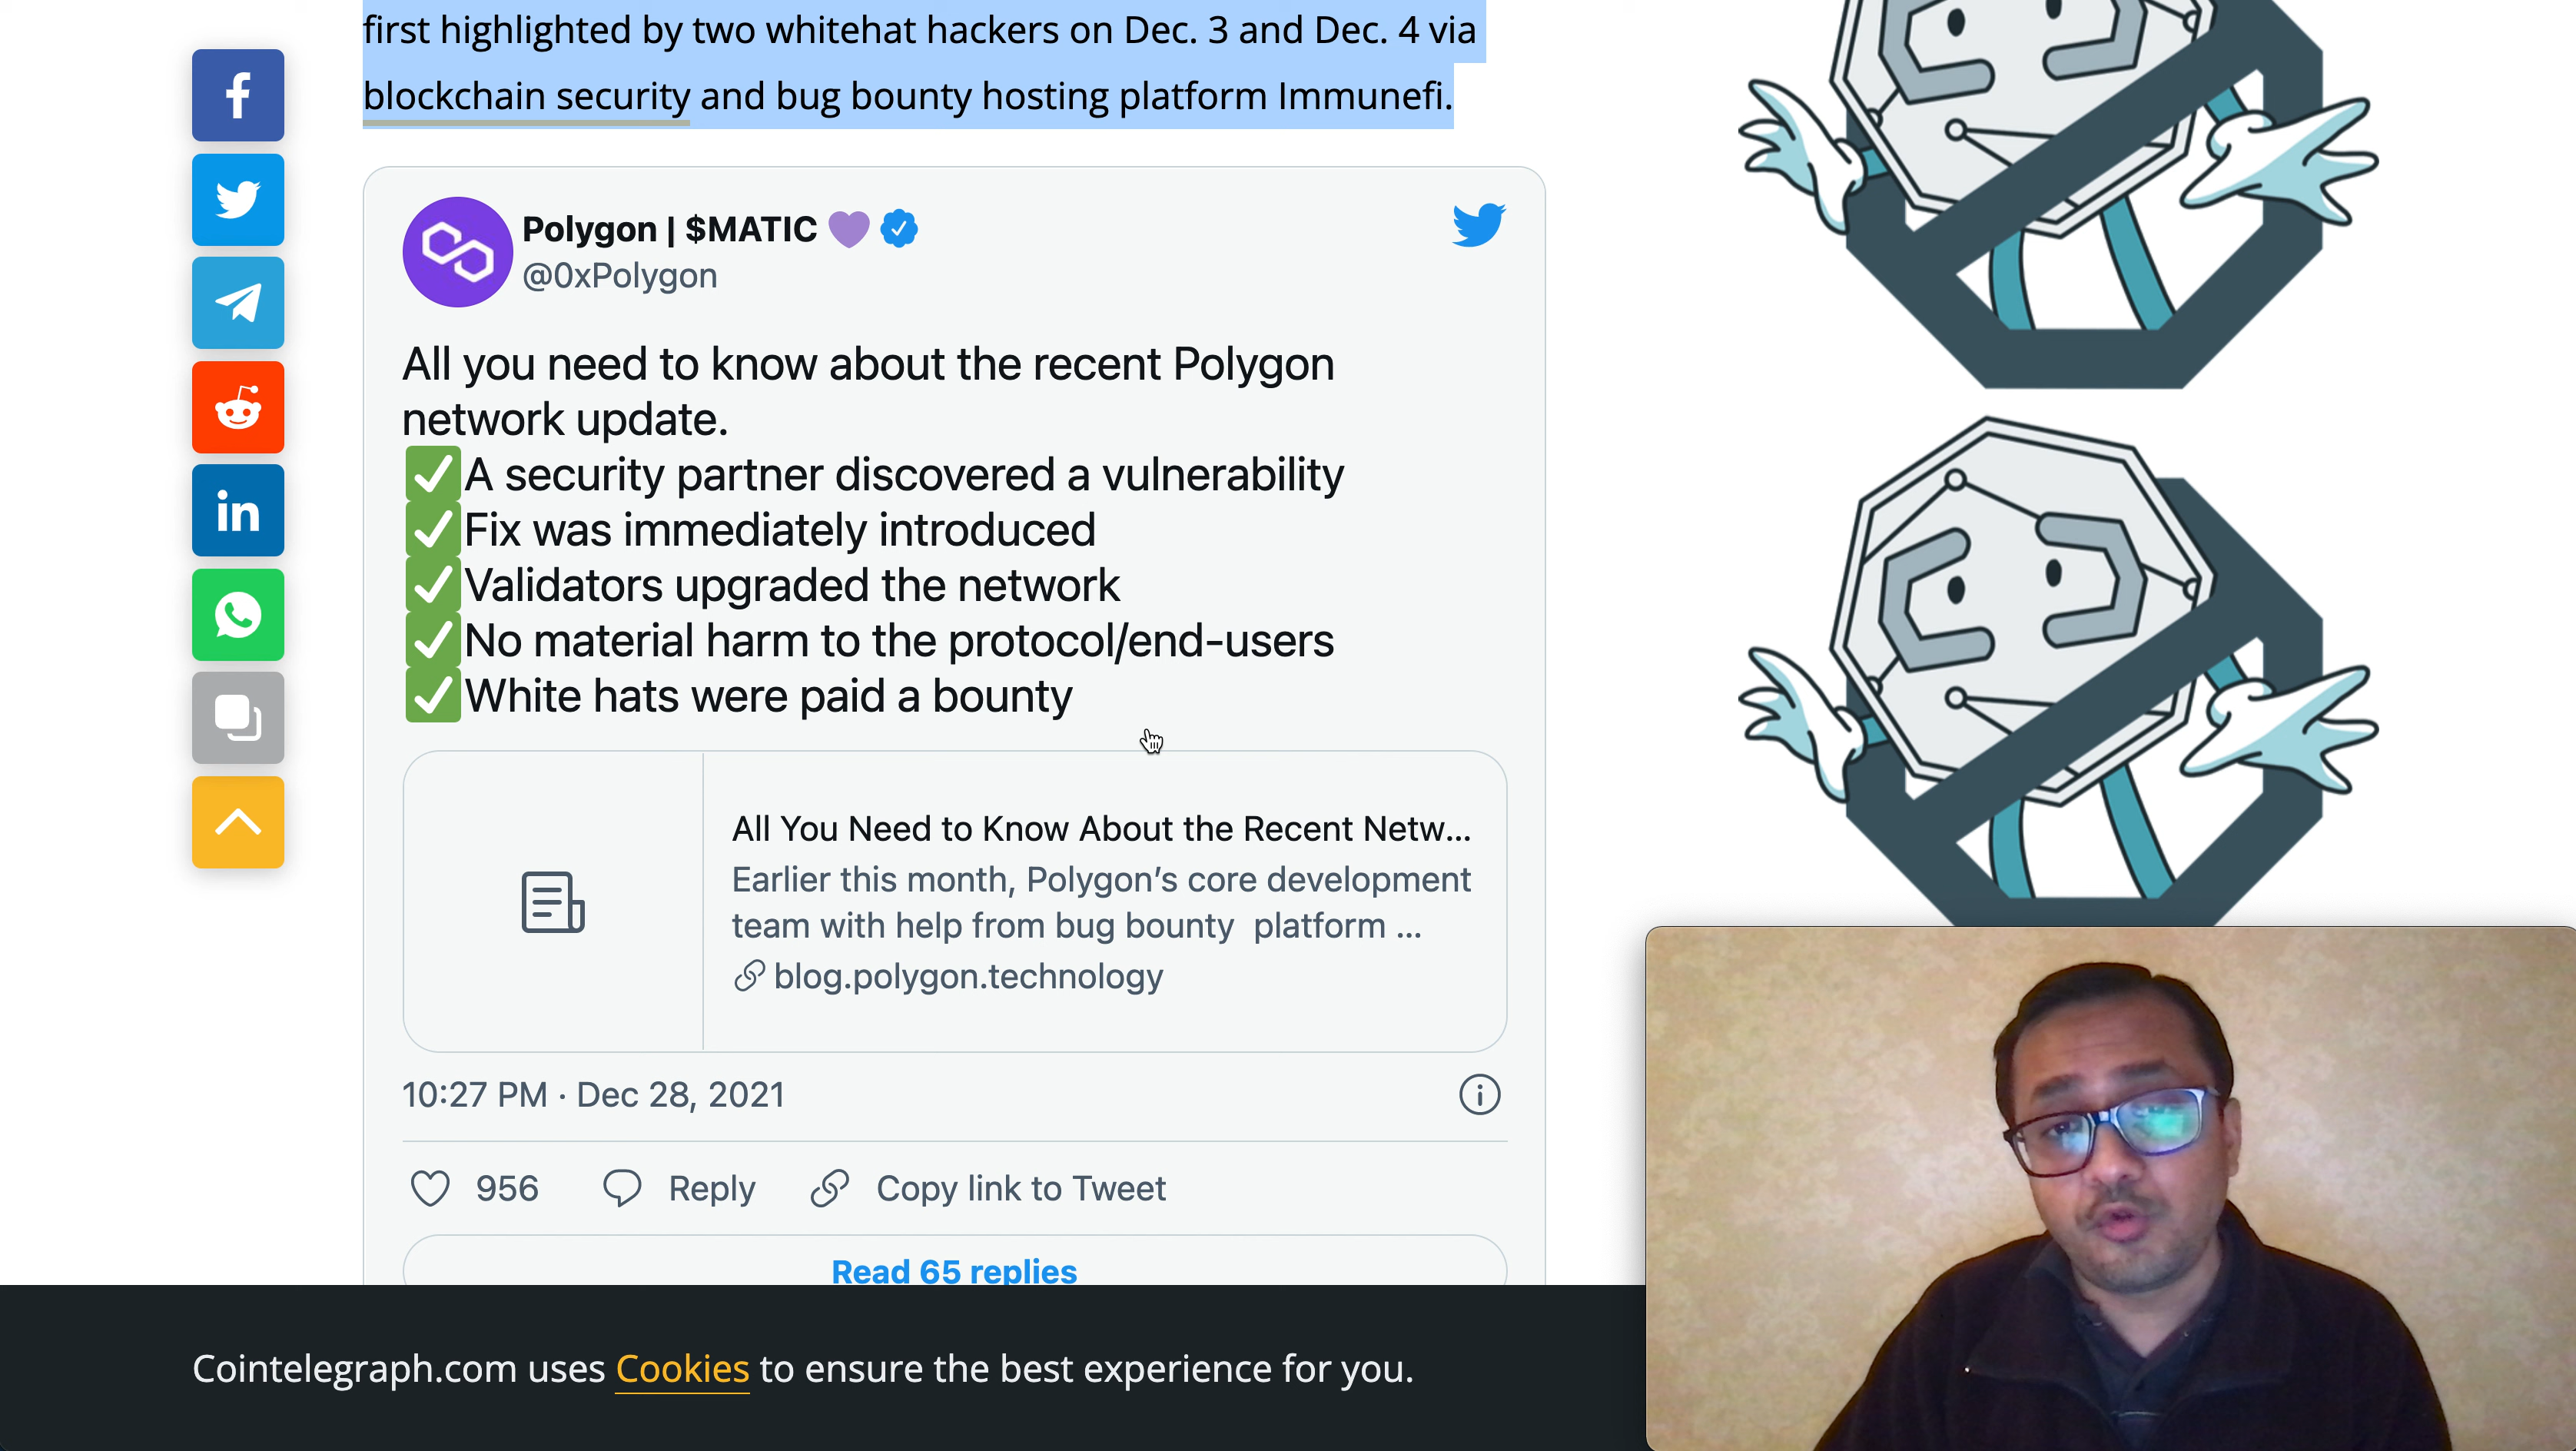 first highlighted by two whitehat hackers on Dec. 3 and Dec. 4 via
blockchain security and bug bounty hosting platform Immunefi.
Polygon | $MATIC 💜
@0xPolygon
All you need to know about the recent Polygon
network update.
✅A security partner discovered a vulnerability
✅Fix was immediately introduced
✅Validators upgraded the network
✅No material harm to the protocol/end-users
✅White hats were paid a bounty
All You Need to Know About the Recent Netw...
Earlier this month, Polygon’s core development
team with help from bug bounty  platform ...
blog.polygon.technology
10:27 PM · Dec 28, 2021
956 Reply Copy link to Tweet
Read 65 replies
Cointelegraph.com uses Cookies to ensure the best experience for you.